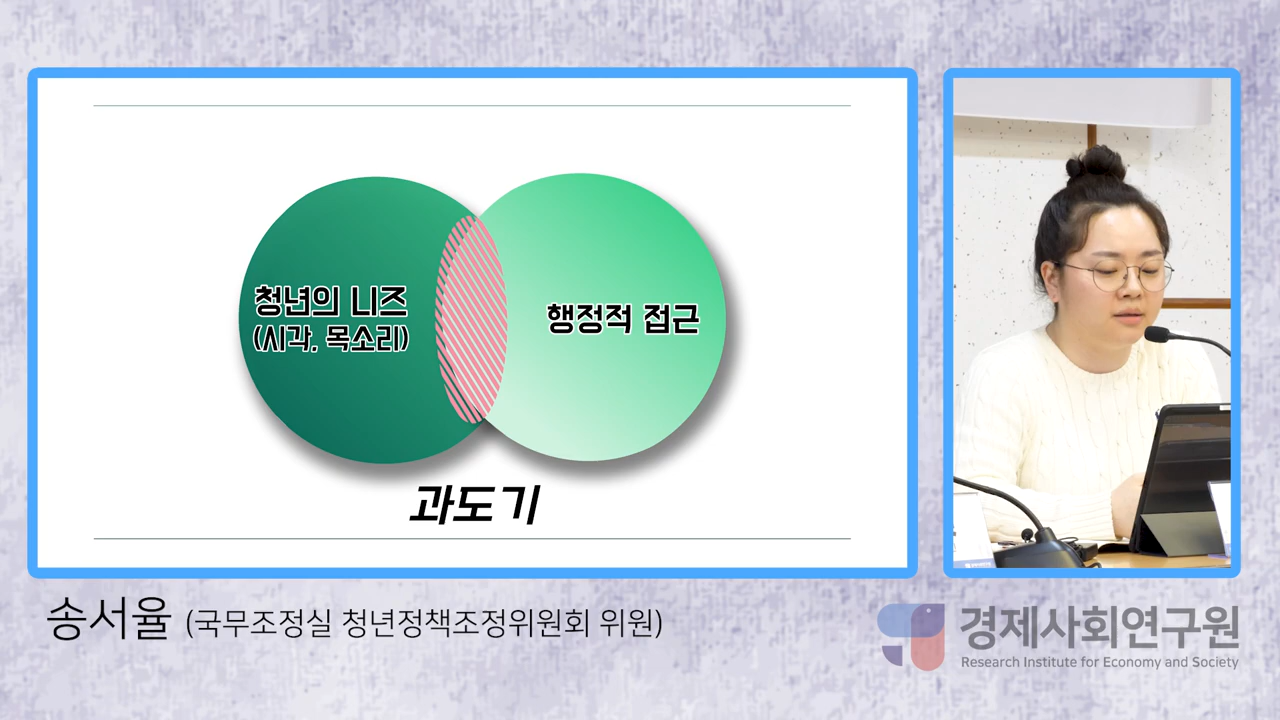 청년의 니즈
(시각, 목소리)
행정적 접근
과도기
송서율 (국무조정실 청년정책조정위원회 위원)
경제사회연구원
Research Institute for Economy and Society